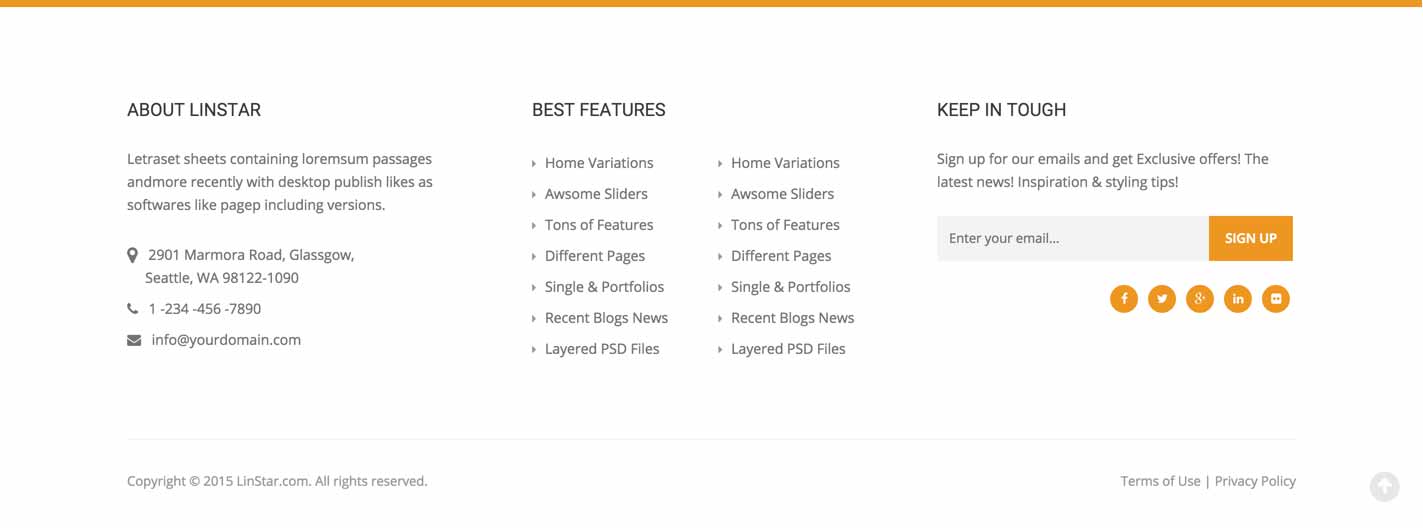 ABOUT LINSTAR
Letraset sheets containing loremsum passages
andmore recently with desktop publish likes as
softwares like pagep including versions.
2901 Marmora Road, Glassgow,
Seattle, WA 98122-1090
1 -234 -456 -7890
info@yourdomain.com
BEST FEATURES
Home Variations
Awsome Sliders
Tons of Features
Different Pages
Single & Portfolios
Recent Blogs News
Layered PSD Files
Home Variations
Awsome Sliders
Tons of Features
Different Pages
Single & Portfolios
Recent Blogs News
Layered PSD Files
KEEP IN TOUGH
Sign up for our emails and get Exclusive offers! The
latest news! Inspiration & styling tips!
Enter your email...
SIGN UP
Copyright © 2015 LinStar.com. All rights reserved.
Terms of Use | Privacy Policy